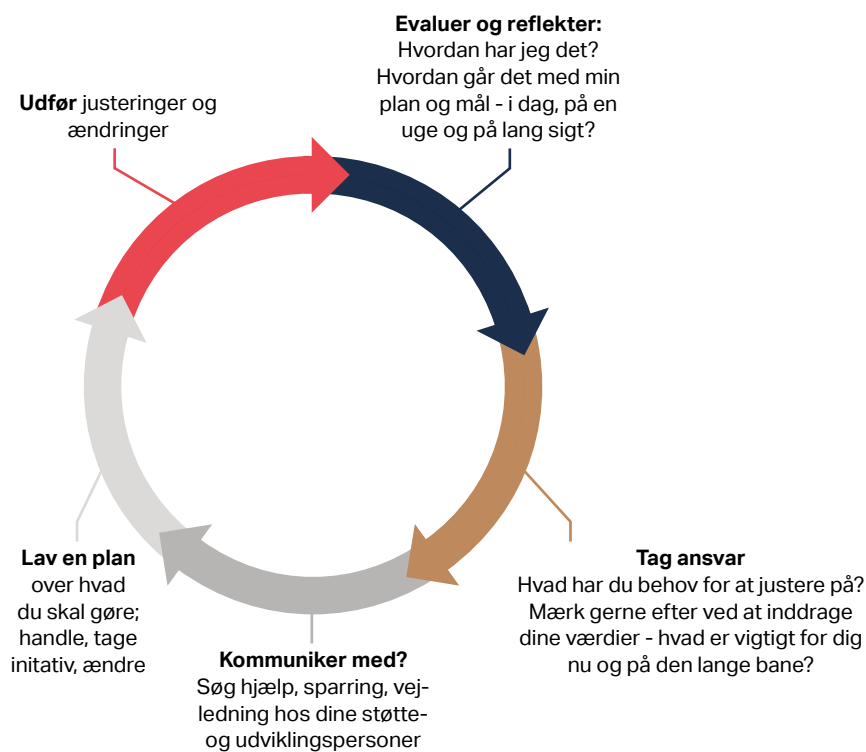 Evaluer og reflekter:
Hvordan har jeg det?
Hvordan går det med min
plan og mål - i dag, på en
uge og på lang sigt?
Tag ansvar
Hvad har du behov for at justere på?
Mærk gerne efter ved at inddrage
dine værdier - hvad er vigtigt for dig
nu og på den lange bane?
Kommuniker med?
Søg hjælp, sparring, vej-
ledning hos dine støtte-
og udviklingspersoner
Lav en plan
over hvad
du skal gøre;
handle, tage
initativ, ændre
Udfør justeringer og
ændringer